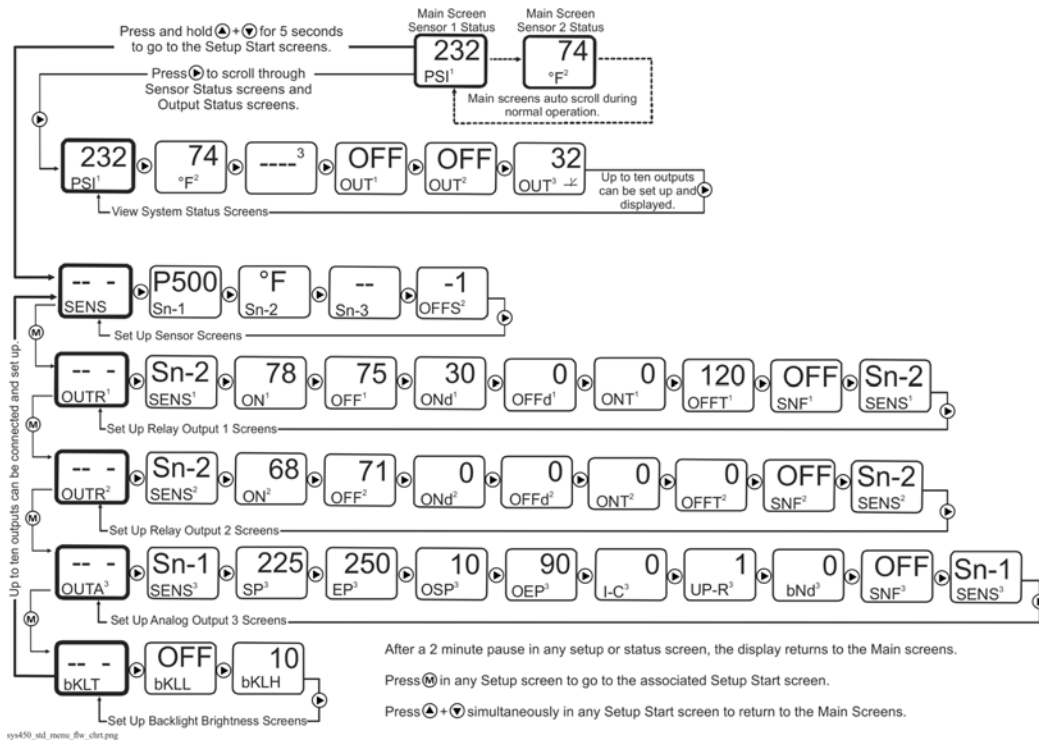 Main Screen
Sensor 1 Status
Main Screen
Sensor 2 Status
Press and hold ▲+▼ for 5 seconds
to go to the Setup Start screens.
232
PSI¹
74
°F²
Press ▶ to scroll through
Sensor Status screens and
Output Status screens.
Main screens auto scroll during
normal operation.
232
PSI¹
74
°F²
----³
OFF
OUT¹
OFF
OUT²
32
OUT³
Up to ten outputs
can be set up and
displayed.
View System Status Screens
-- -
SENS
P500
Sn-1
°F
Sn-2
--
Sn-3
-1
OFFS²
Set Up Sensor Screens
M
Up to ten outputs can be connected and set up.
-- -
OUTR¹
Sn-2
SENS¹
78
ON¹
75
OFF¹
30
ONd¹
0
OFFd¹
0
ONT¹
120
OFFT¹
OFF
SNF¹
Sn-2
SENS¹
Set Up Relay Output 1 Screens
M
-- -
OUTR²
Sn-2
SENS²
68
ON²
71
OFF²
0
ONd²
0
OFFd²
0
ONT²
0
OFFT²
OFF
SNF²
Sn-2
SENS²
Set Up Relay Output 2 Screens
M
-- -
OUTA³
Sn-1
SENS³
225
SP³
250
EP³
10
OSP³
90
OEP³
0
I-C³
1
UP-R³
0
bNd³
OFF
SNF³
Sn-1
SENS³
Set Up Analog Output 3 Screens
M
-- -
bKLT
OFF
bKLL
10
bKLH
Set Up Backlight Brightness Screens
After a 2 minute pause in any setup or status screen, the display returns to the Main screens.
Press Ⓜ in any Setup screen to go to the associated Setup Start screen.
Press ▲+▼ simultaneously in any Setup Start screen to return to the Main Screens.
sys450_std_menu_flw_chrt.png